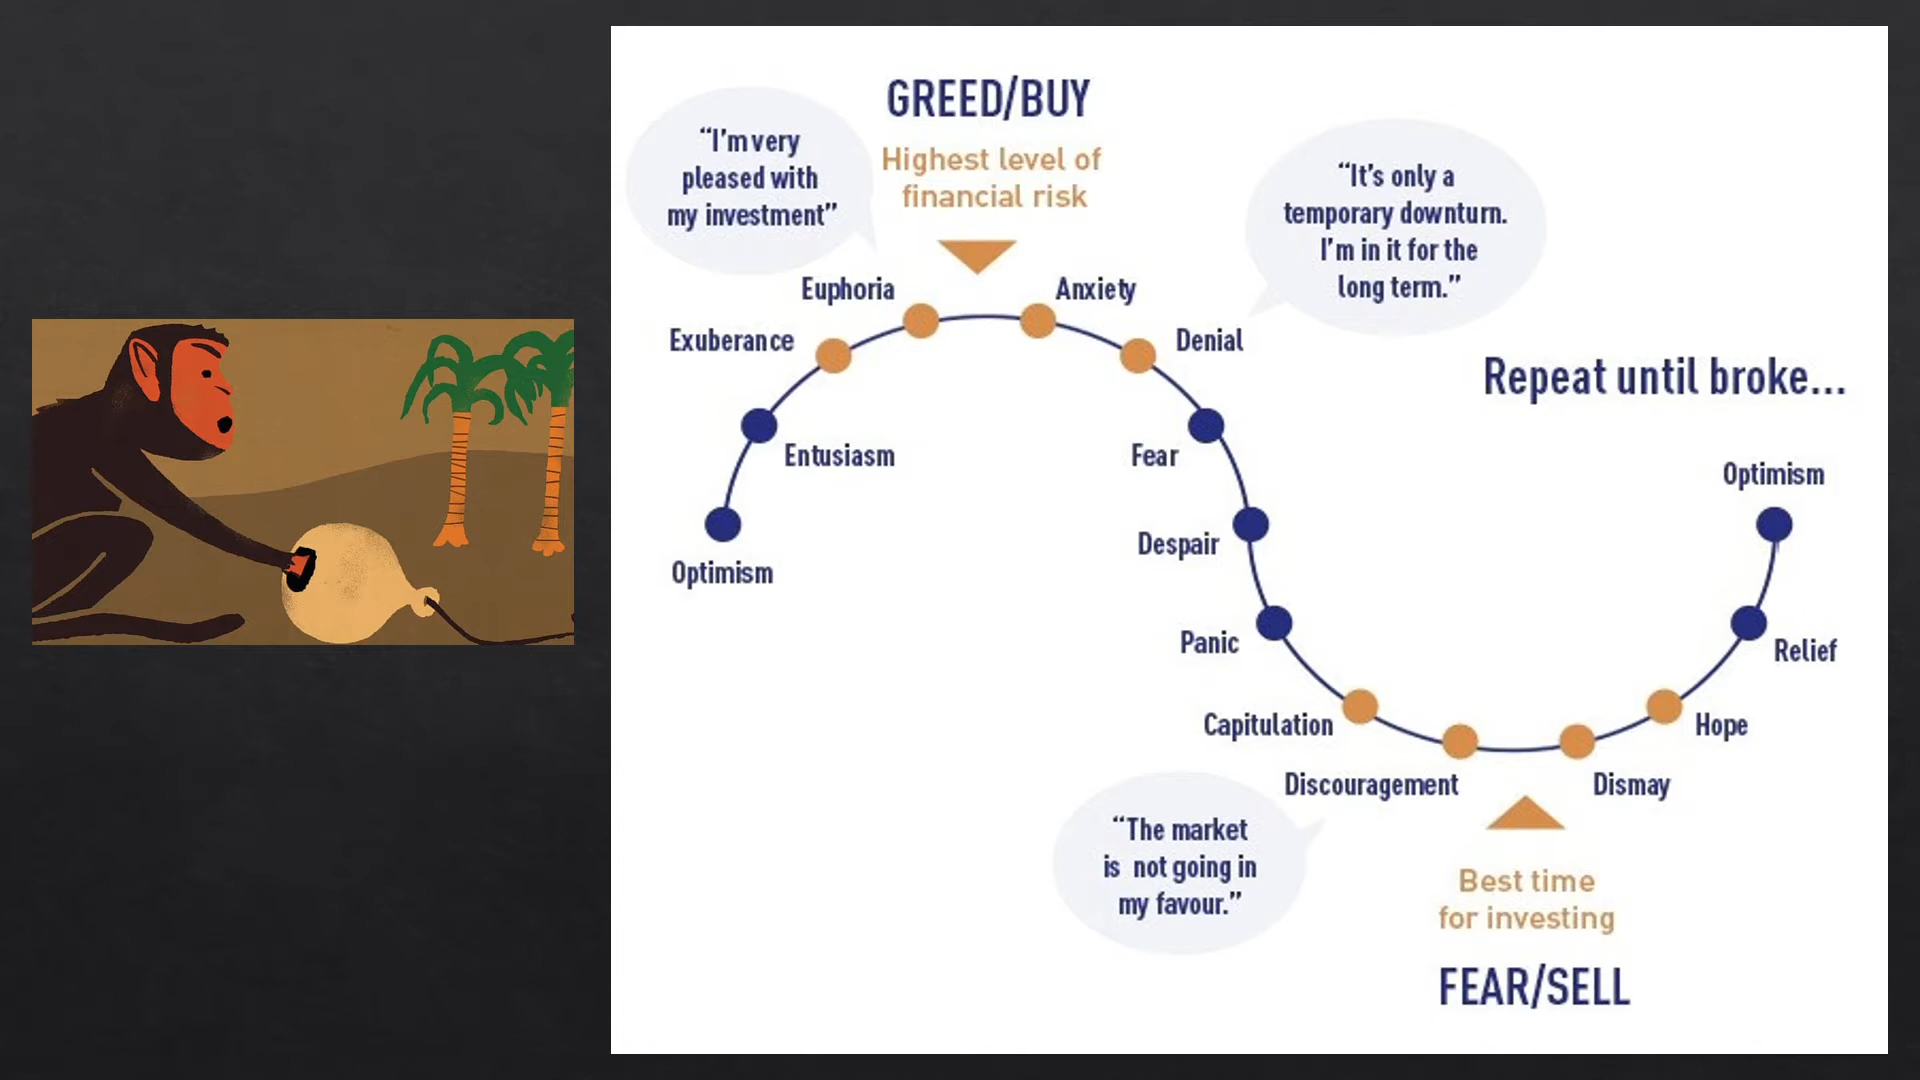 GREED/BUY
Highest level of
financial risk
“I’m very
pleased with
my investment”
“It’s only a
temporary downturn.
I’m in it for the
long term.”
Euphoria
Anxiety
Exuberance
Denial
Repeat until broke...
Entusiasm
Fear
Optimism
Despair
Optimism
Panic
Relief
Capitulation
Hope
Discouragement
Dismay
“The market
is not going in
my favour.”
Best time
for investing
FEAR/SELL